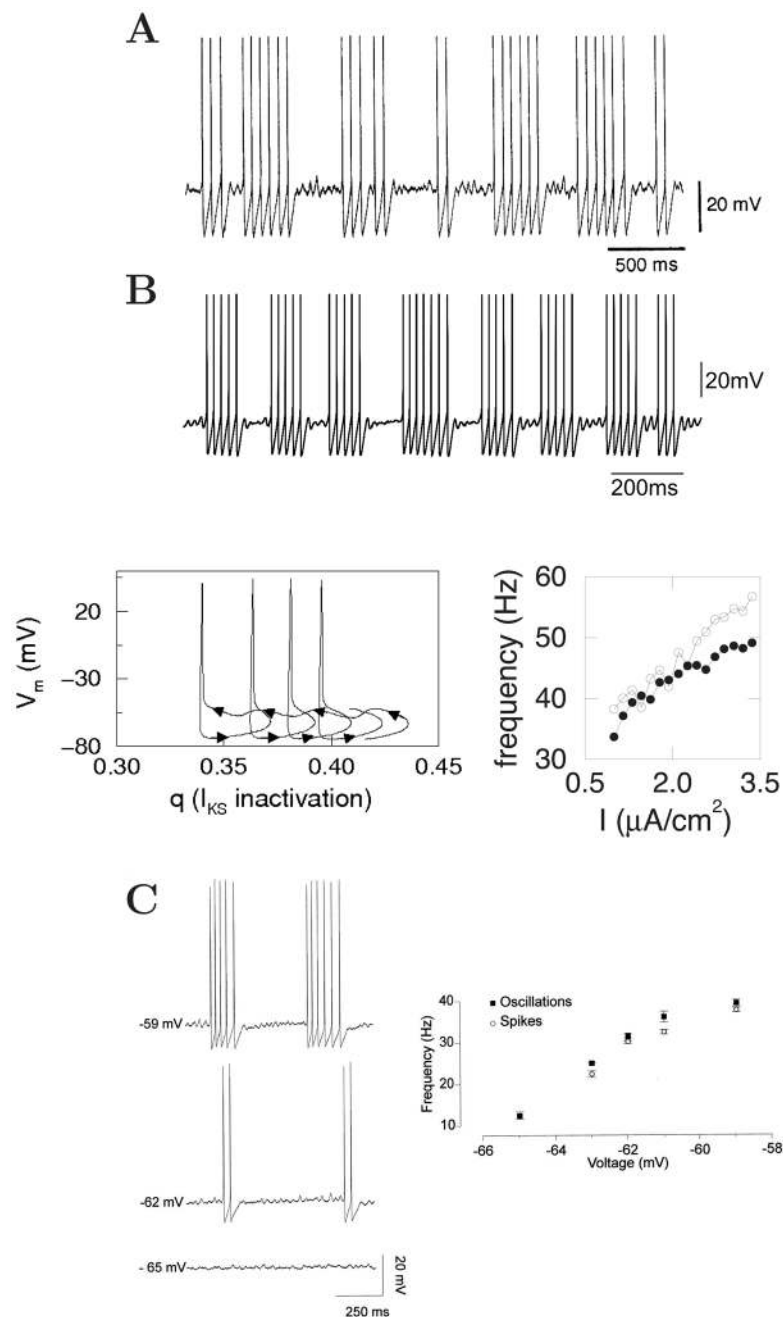 A
20 mV
500 ms
B
20mV
200ms
V_m (mV)
20
−30
−80
0.30 0.35 0.40 0.45
q (I_KS inactivation)
frequency (Hz)
60
50
40
30
0.5 2.0 3.5
I (μA/cm²)
C
-59 mV
-62 mV
- 65 mV
20 mV
250 ms
Frequency (Hz)
40
30
20
10
Oscillations
Spikes
-66 -64 -62 -60 -58
Voltage (mV)